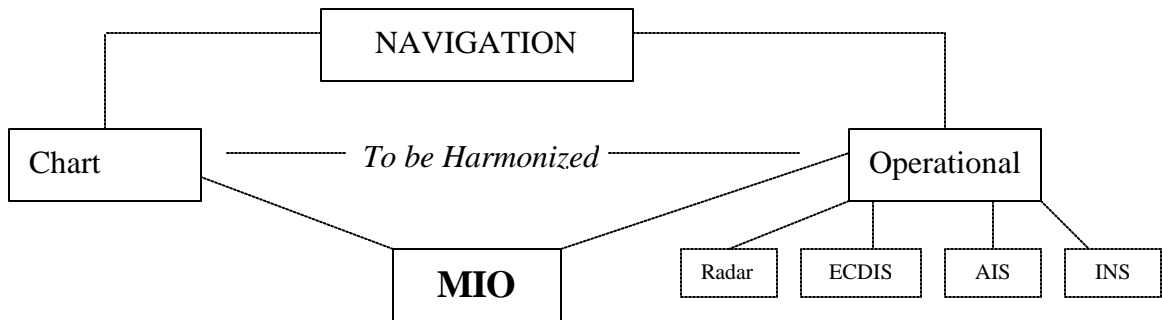 NAVIGATION
Chart
To be Harmonized
Operational
MIO
Radar
ECDIS
AIS
INS